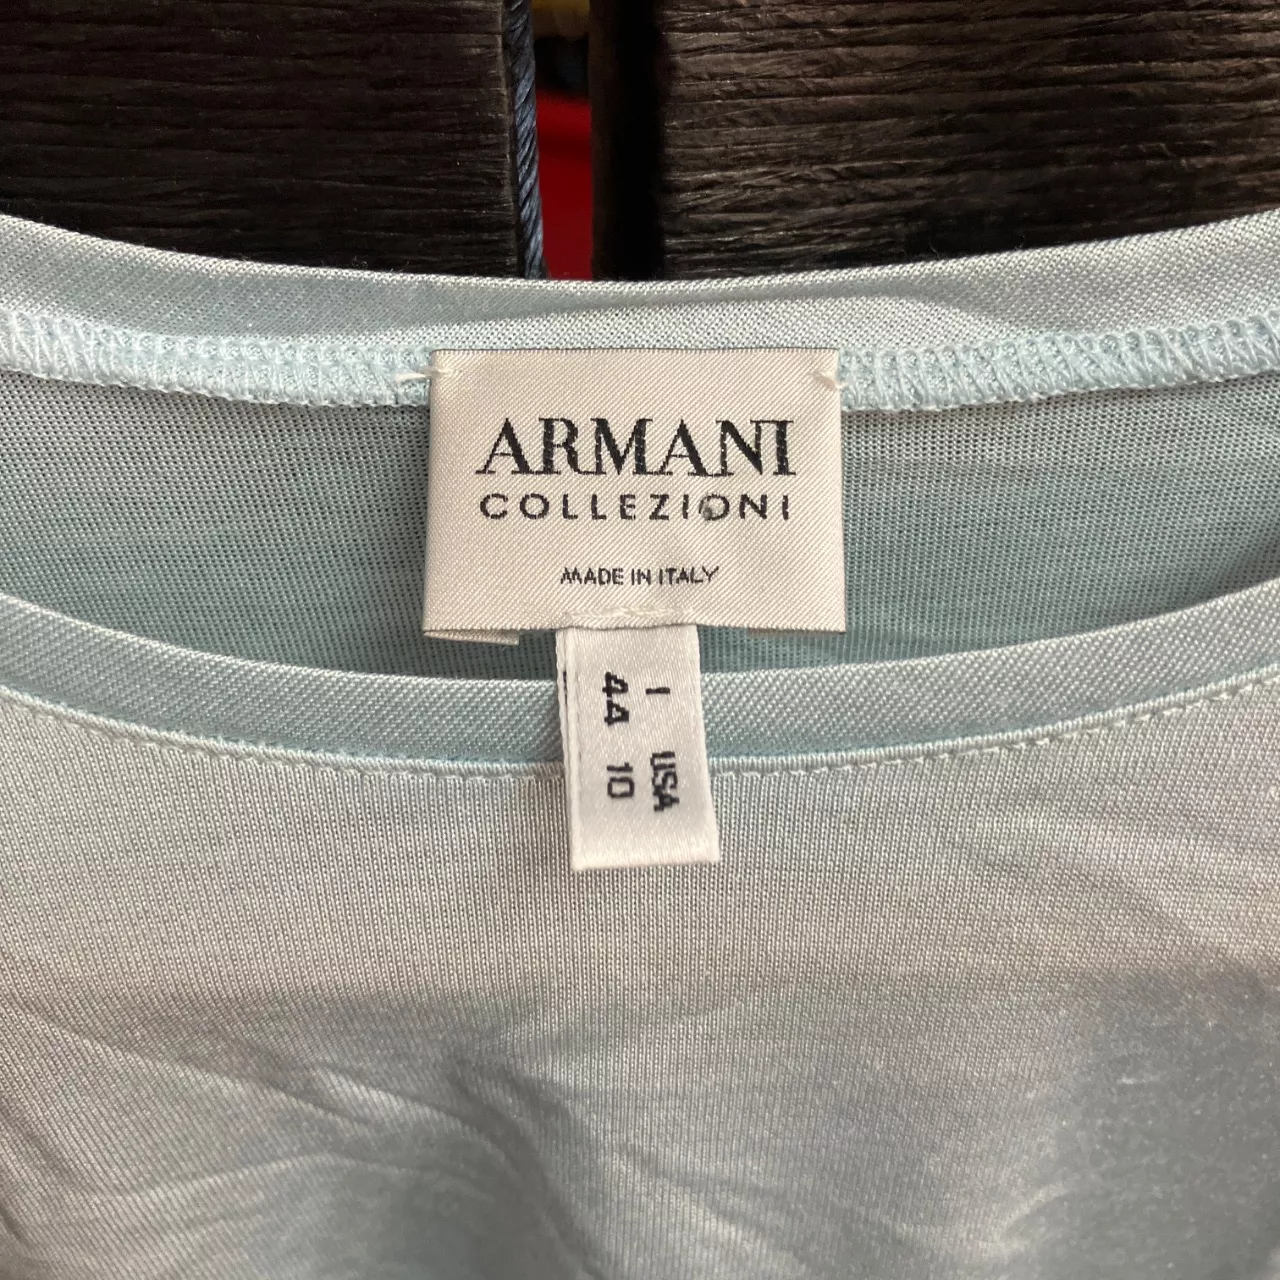 ARMANI
COLLEZIONI
MADE IN ITALY
I USA
44 10